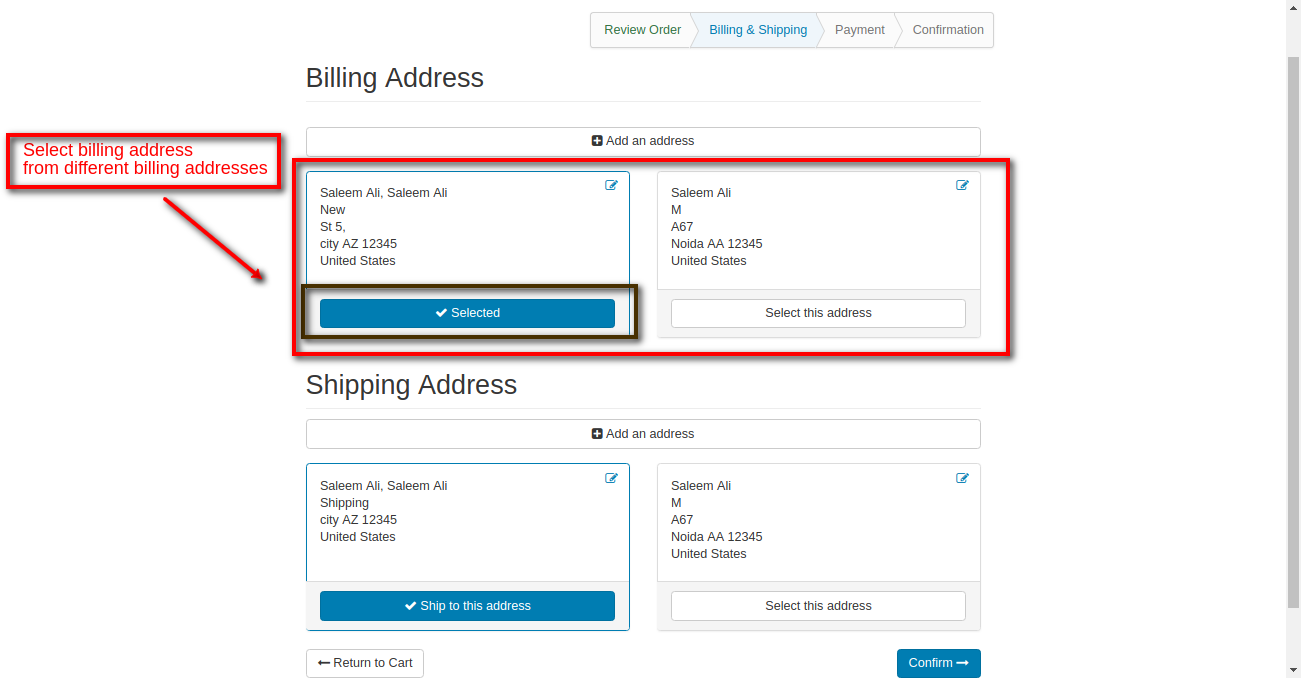 Review Order
Billing & Shipping
Payment
Confirmation
Billing Address
Add an address
Select billing address
from different billing addresses
Saleem Ali, Saleem Ali
New
St 5,
city AZ 12345
United States
Selected
Saleem Ali
M
A67
Noida AA 12345
United States
Select this address
Shipping Address
Add an address
Saleem Ali, Saleem Ali
Shipping
city AZ 12345
United States
Ship to this address
Saleem Ali
M
A67
Noida AA 12345
United States
Select this address
Return to Cart
Confirm